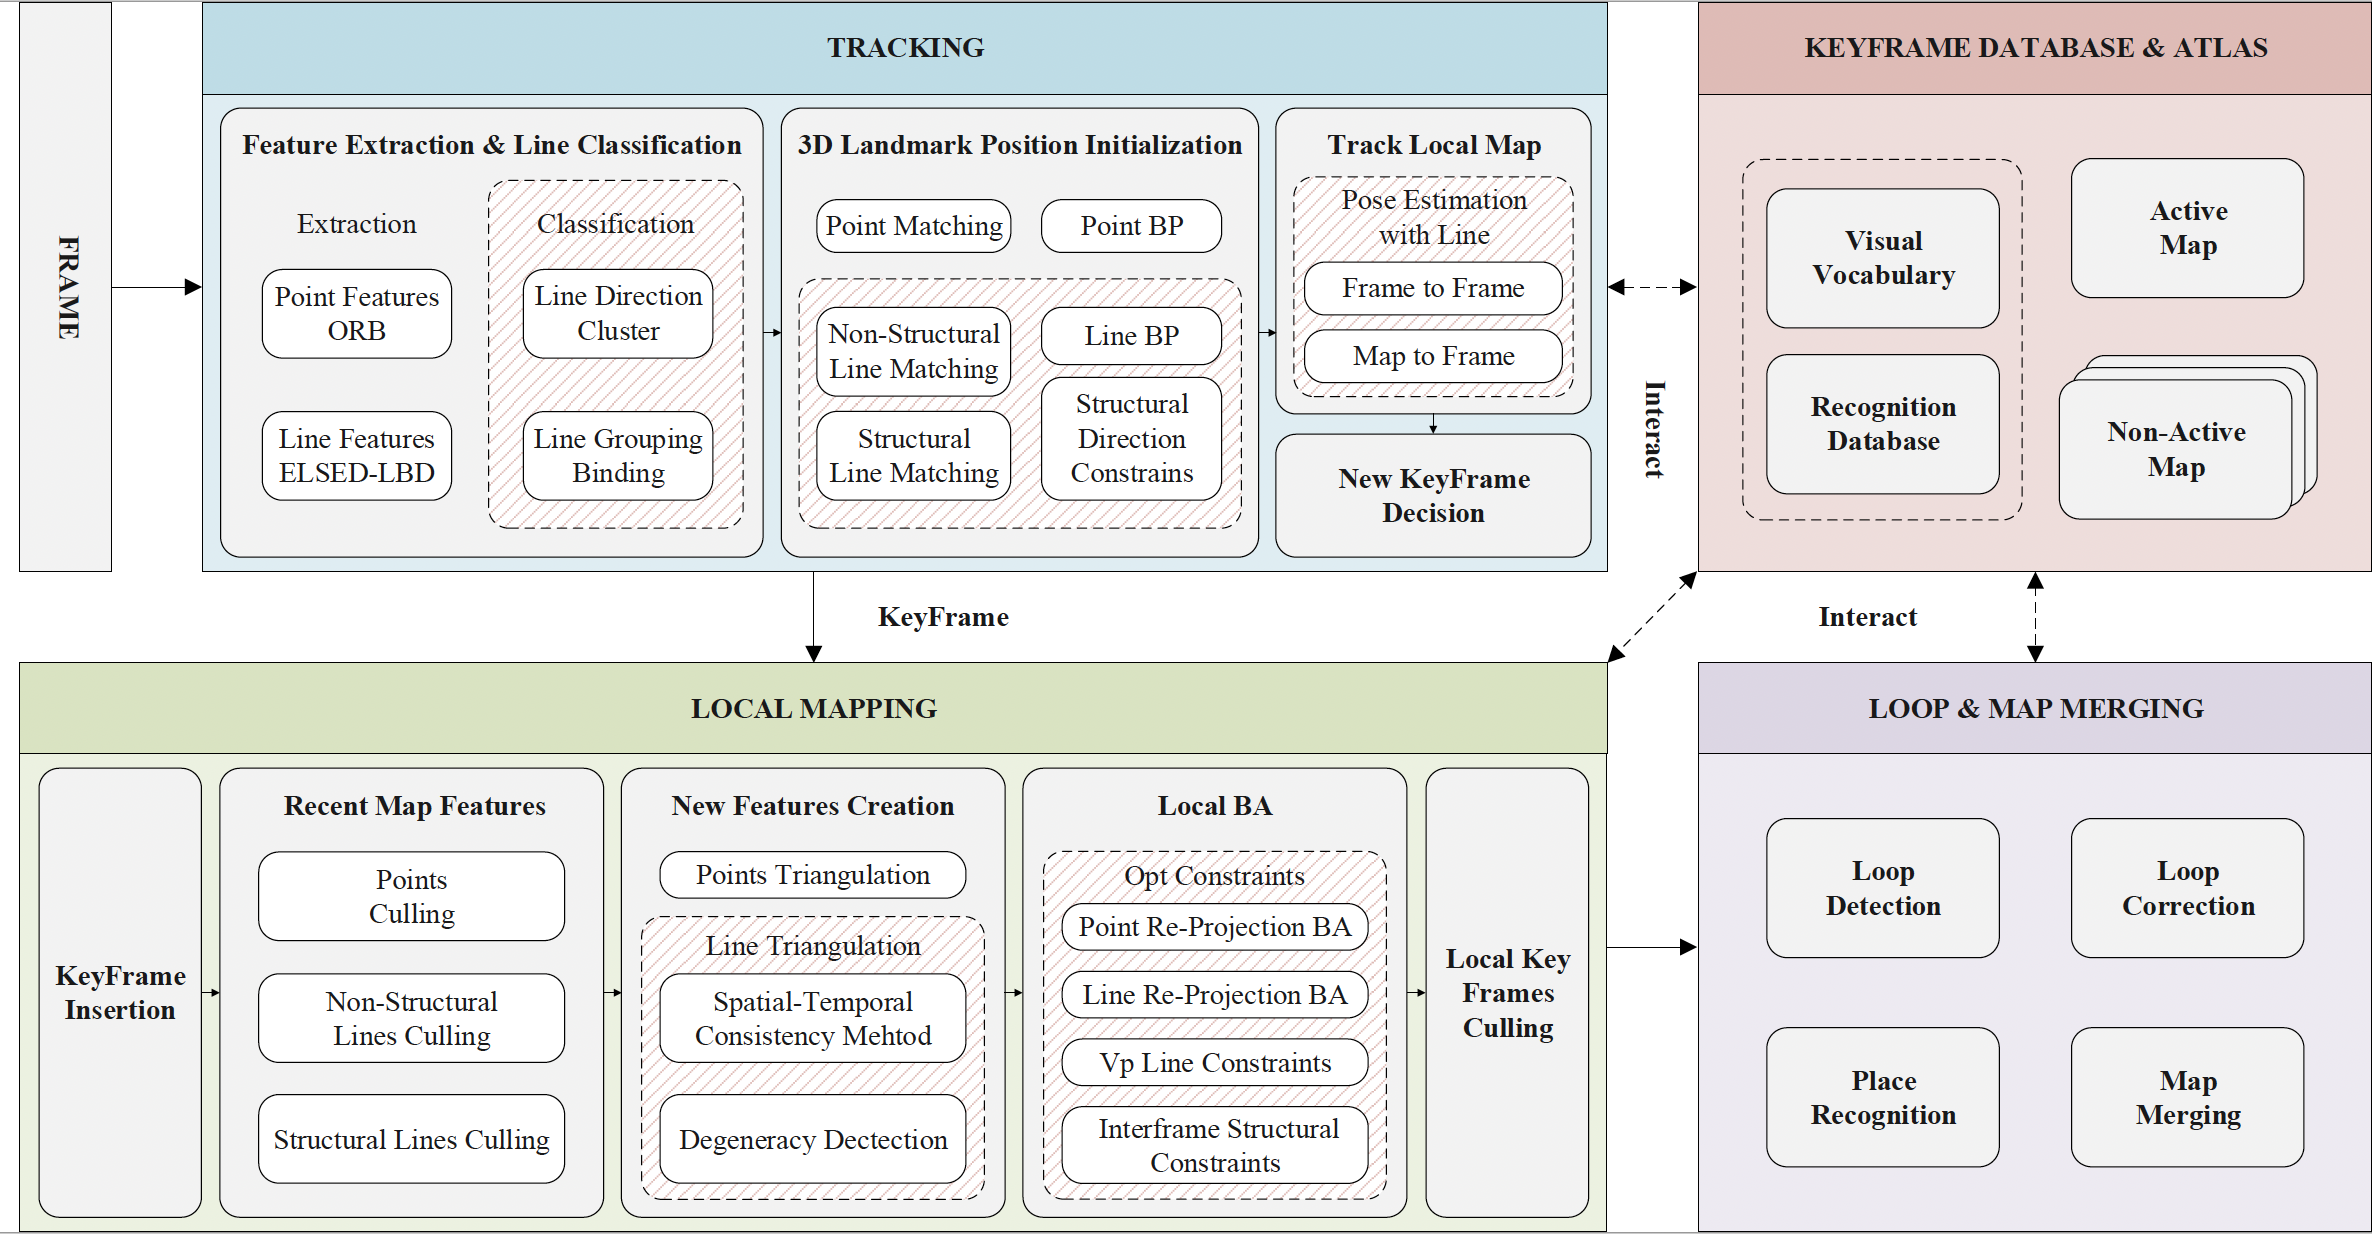 FRAME
TRACKING
Feature Extraction & Line Classification
Extraction
Point Features
ORB
Line Features
ELSED-LBD
Classification
Line Direction
Cluster
Line Grouping
Binding
3D Landmark Position Initialization
Point Matching
Point BP
Non-Structural
Line Matching
Line BP
Structural
Line Matching
Structural
Direction
Constrains
Track Local Map
Pose Estimation
with Line
Frame to Frame
Map to Frame
New KeyFrame
Decision
Interact
KEYFRAME DATABASE & ATLAS
Visual
Vocabulary
Recognition
Database
Active
Map
Non-Active
Map
KeyFrame
Interact
LOCAL MAPPING
KeyFrame
Insertion
Recent Map Features
Points
Culling
Non-Structural
Lines Culling
Structural Lines Culling
New Features Creation
Points Triangulation
Line Triangulation
Spatial-Temporal
Consistency Mehtod
Degeneracy Dectection
Local BA
Opt Constraints
Point Re-Projection BA
Line Re-Projection BA
Vp Line Constraints
Interframe Structural
Constraints
Local Key
Frames
Culling
LOOP & MAP MERGING
Loop
Detection
Loop
Correction
Place
Recognition
Map
Merging